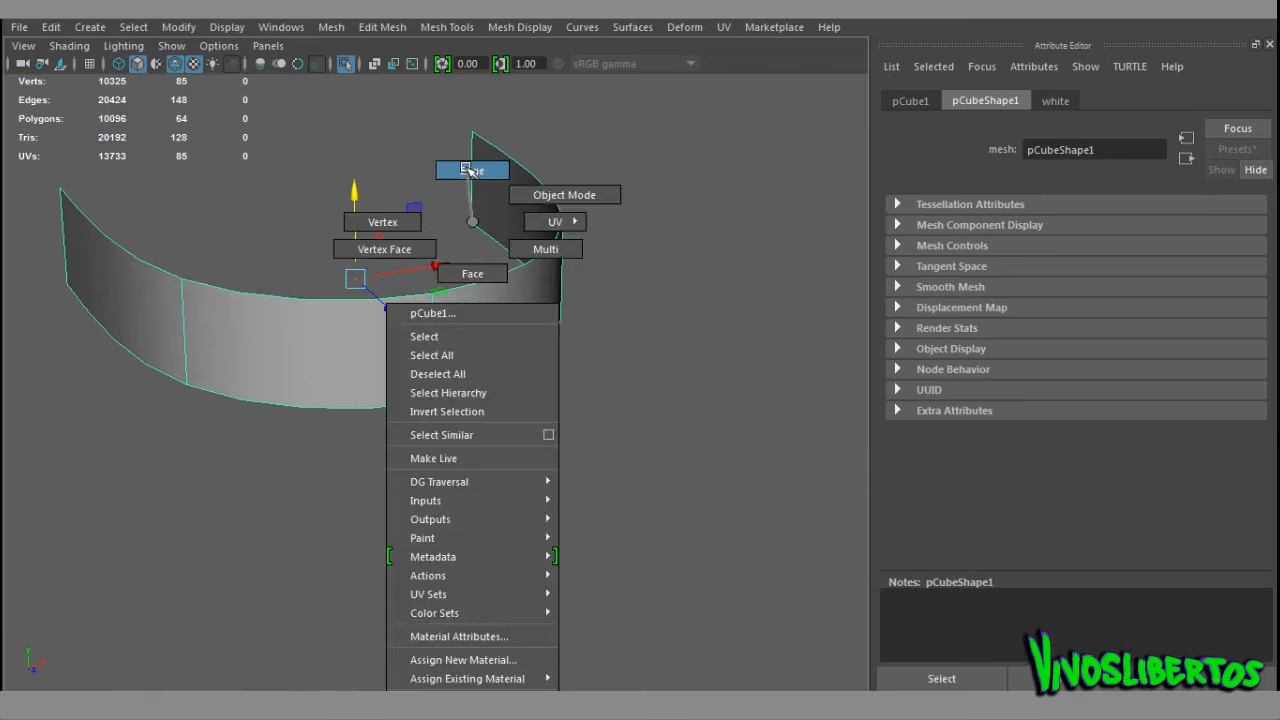 File Edit Create Select Modify Display Windows Mesh Edit Mesh Mesh Tools Mesh Display Curves Surfaces Deform UV Marketplace Help
View Shading Lighting Show Options Panels
0.00 1.00 sRGB gamma
Verts: 10325 85 0
Edges: 20424 148 0
Polygons: 10096 64 0
Tris: 20192 128 0
UVs: 13733 85 0
Edge
Object Mode
Vertex
UV
Vertex Face
Multi
Face
pCube1...
Select
Select All
Deselect All
Select Hierarchy
Invert Selection
Select Similar
Make Live
DG Traversal
Inputs
Outputs
Paint
Metadata
Actions
UV Sets
Color Sets
Material Attributes...
Assign New Material...
Assign Existing Material
Attribute Editor
List Selected Focus Attributes Show TURTLE Help
pCube1 pCubeShape1 white
Focus
mesh: pCubeShape1
Presets*
Show Hide
Tessellation Attributes
Mesh Component Display
Mesh Controls
Tangent Space
Smooth Mesh
Displacement Map
Render Stats
Object Display
Node Behavior
UUID
Extra Attributes
Notes: pCubeShape1
Select
VIVOSLIBERTOS